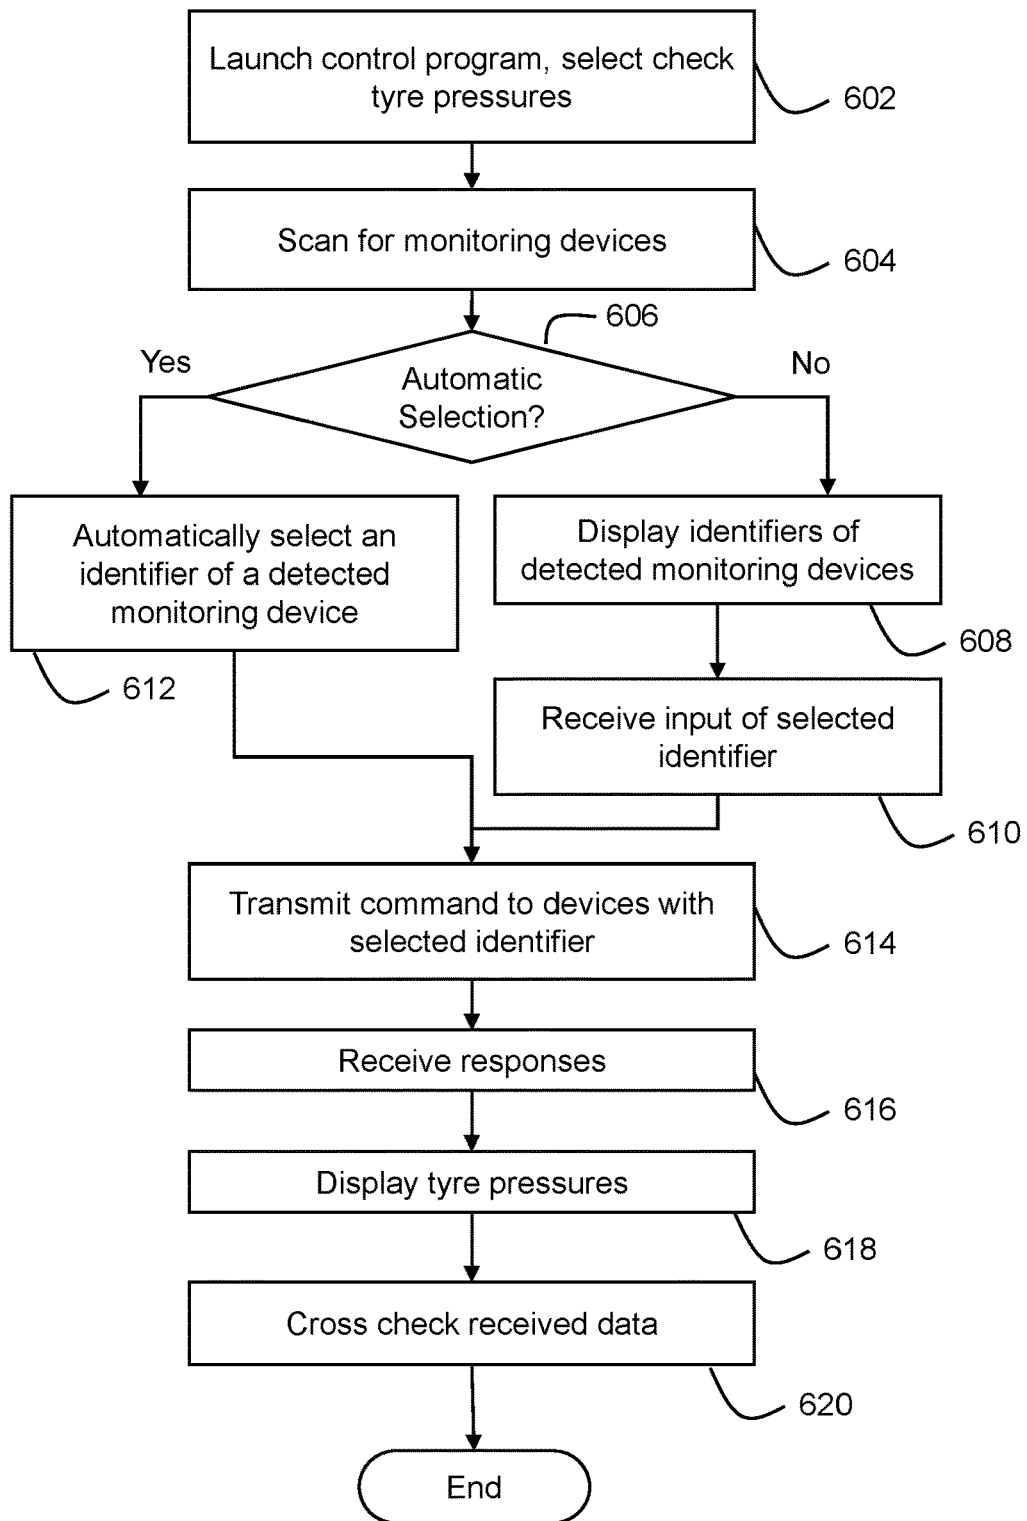 Launch control program, select check
tyre pressures
602
Scan for monitoring devices
604
606
Yes
No
Automatic
Selection?
Automatically select an
identifier of a detected
monitoring device
612
Display identifiers of
detected monitoring devices
608
Receive input of selected
identifier
610
Transmit command to devices with
selected identifier
614
Receive responses
616
Display tyre pressures
618
Cross check received data
620
End